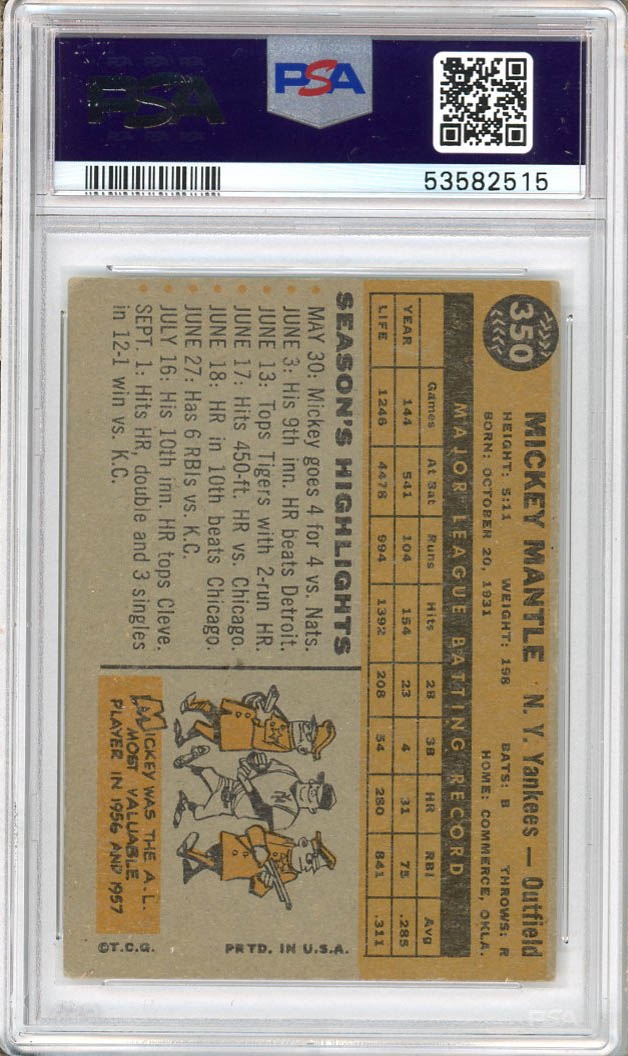 PSA
PSA
53582515
350
MICKEY MANTLE N. Y. Yankees — Outfield
HEIGHT: 5:11 WEIGHT: 198 BATS: B THROWS: R
BORN: OCTOBER 20, 1931 HOME: COMMERCE, OKLA.
MAJOR LEAGUE BATTING RECORD
Games At Bat Runs Hits 2B 3B HR RBI Avg
YEAR 144 541 104 154 23 4 31 75 .285
LIFE 1246 4478 994 1392 208 54 280 841 .311
SEASON'S HIGHLIGHTS
• MAY 30: Mickey goes 4 for 4 vs. Nats.
• JUNE 3: His 9th inn. HR beats Detroit.
• JUNE 13: Tops Tigers with 2-run HR.
• JUNE 17: Hits 450-ft. HR vs. Chicago.
• JUNE 18: HR in 10th beats Chicago.
• JUNE 27: Has 6 RBIs vs. K.C.
• JULY 16: His 10th inn. HR tops Cleve.
• SEPT. 1: Hits HR, double and 3 singles
in 12-1 win vs. K.C.
MICKEY WAS THE A.L.
MOST VALUABLE
PLAYER IN 1956 AND 1957
©T.C.G. PRTD. IN U.S.A.
PSA